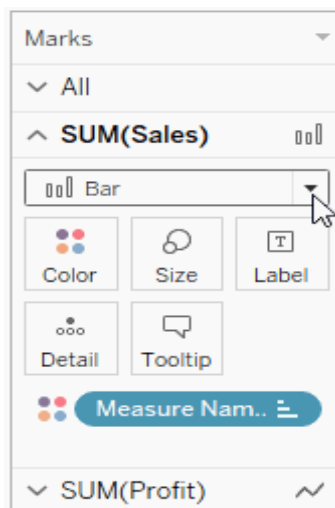 Marks
All
SUM(Sales)
Bar
Color Size T Label
Detail Tooltip
Measure Nam..
SUM(Profit)